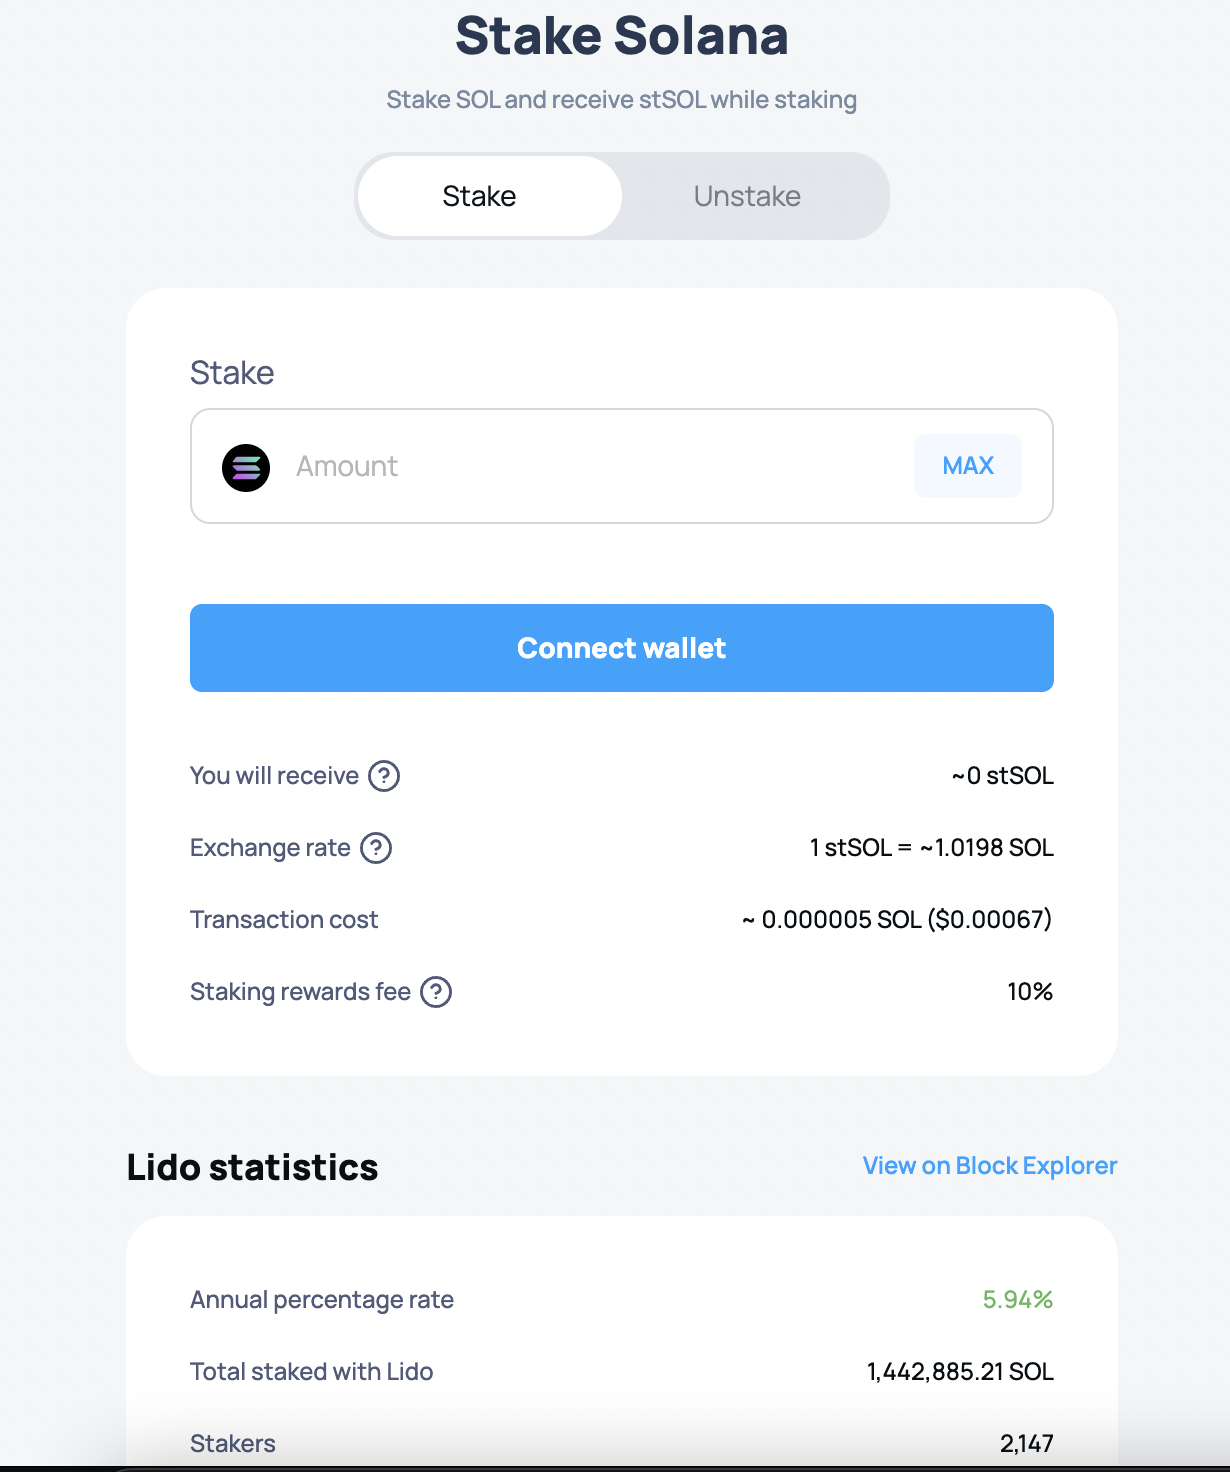 Stake Solana
Stake SOL and receive stSOL while staking
Stake Unstake
Stake
Amount MAX
Connect wallet
You will receive ? ~0 stSOL
Exchange rate ? 1 stSOL = ~1.0198 SOL
Transaction cost ~ 0.000005 SOL ($0.00067)
Staking rewards fee ? 10%
Lido statistics View on Block Explorer
Annual percentage rate 5.94%
Total staked with Lido 1,442,885.21 SOL
Stakers 2,147